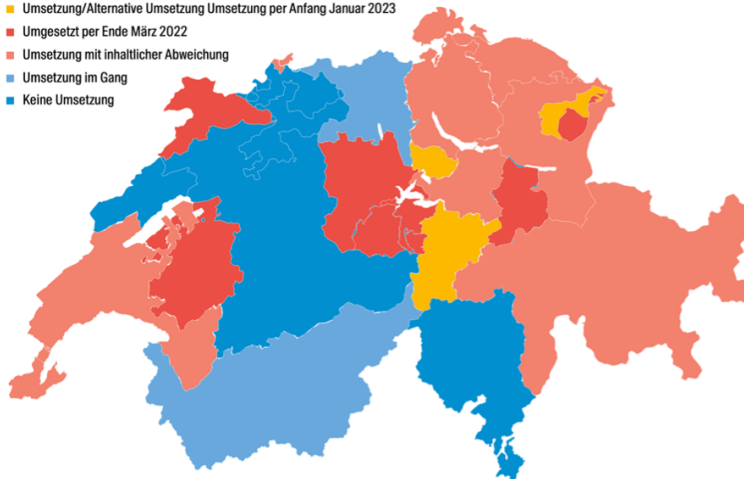 Umsetzung/Alternative Umsetzung Umsetzung per Anfang Januar 2023
Umgesetzt per Ende März 2022
Umsetzung mit inhaltlicher Abweichung
Umsetzung im Gang
Keine Umsetzung